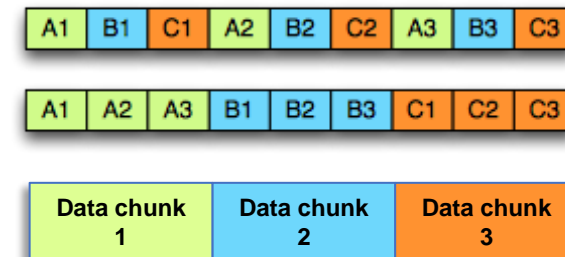 A1 B1 C1 A2 B2 C2 A3 B3 C3
A1 A2 A3 B1 B2 B3 C1 C2 C3
Data chunk Data chunk Data chunk
1 2 3